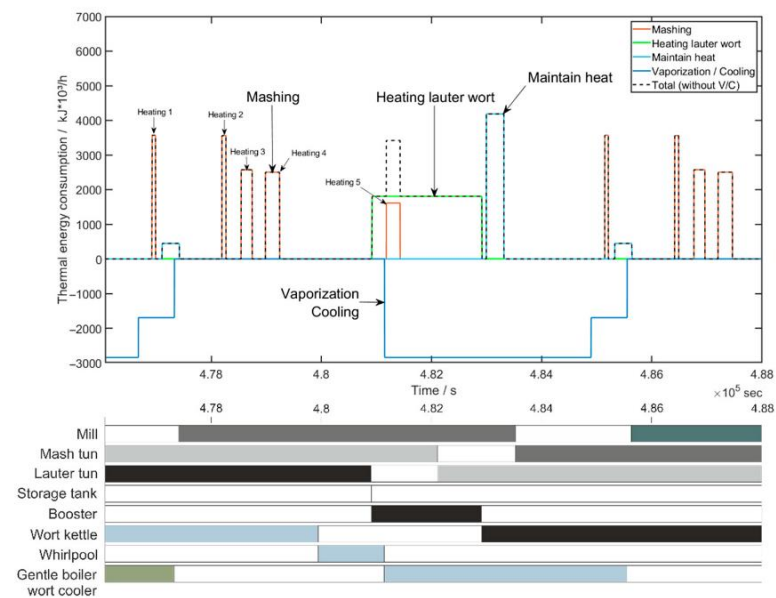 7000
6000
5000
4000
3000
2000
1000
0
−1000
−2000
−3000
Thermal energy consumption / kJ*10³/h
Mashing
Heating lauter wort
Maintain heat
Vaporization / Cooling
Total (without V/C)
Heating 1
Heating 2
Heating 3
Mashing
Heating 4
Heating 5
Heating lauter wort
Maintain heat
Vaporization
Cooling
4.78
4.8
4.82
4.84
4.86
4.88
Time / s
×10⁵ sec
4.78
4.8
4.82
4.84
4.86
4.88
Mill
Mash tun
Lauter tun
Storage tank
Booster
Wort kettle
Whirlpool
Gentle boiler
wort cooler